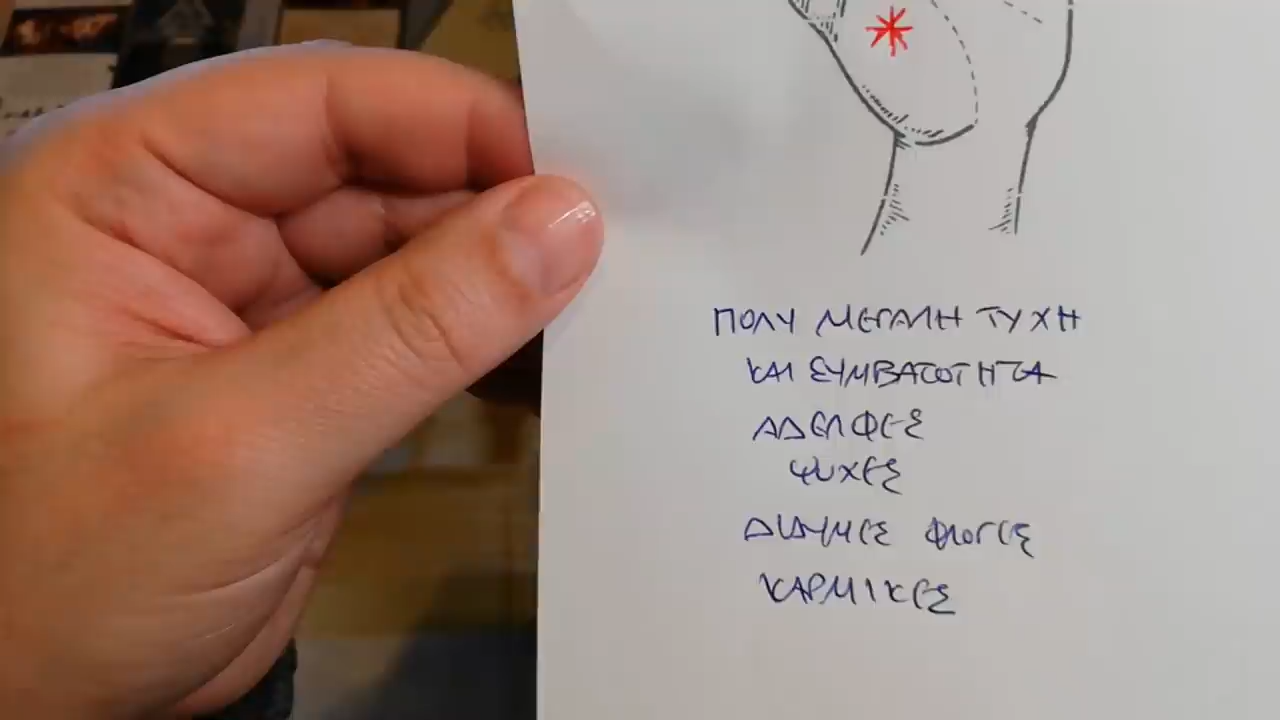 ΠΟΛΥ ΜΕΓΑΛΗ ΤΥΧΗ
ΚΑΙ ΣΥΜΒΑΤΟΤΗΤΑ
ΑΔΕΛΦΕΣ
ΨΥΧΕΣ
ΔΙΔΥΜΕΣ ΦΛΟΓΕΣ
ΚΑΡΜΙΚΕΣ